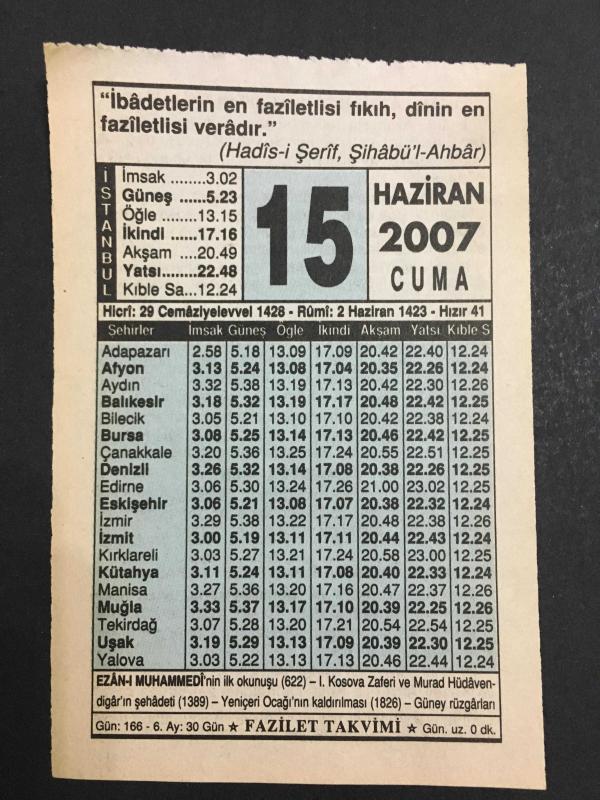 “İbâdetlerin en fazîletlisi fıkıh, dînin en
fazîletlisi verâdır.”
(Hadîs-i Şerîf, Şihâbü'l-Ahbâr)
İSTANBUL
İmsak ........3.02
Güneş ......5.23
Öğle .......13.15
İkindi ......17.16
Akşam ....20.49
Yatsı........22.48
Kıble Sa...12.24
15
HAZİRAN
2007
CUMA
Hicrî: 29 Cemâziyelevvel 1428 - Rûmî: 2 Haziran 1423 - Hızır 41
Şehirler İmsak Güneş Öğle İkindi Akşam Yatsı Kıble S
Adapazarı 2.58 5.18 13.09 17.09 20.42 22.40 12.24
Afyon 3.13 5.24 13.08 17.04 20.35 22.26 12.24
Aydın 3.32 5.38 13.19 17.13 20.42 22.30 12.26
Balıkesir 3.18 5.32 13.19 17.17 20.48 22.42 12.25
Bilecik 3.05 5.21 13.10 17.10 20.42 22.38 12.24
Bursa 3.08 5.25 13.14 17.13 20.46 22.42 12.25
Çanakkale 3.20 5.36 13.25 17.24 20.55 22.51 12.25
Denizli 3.26 5.32 13.14 17.08 20.38 22.26 12.25
Edirne 3.06 5.30 13.24 17.26 21.00 23.02 12.25
Eskişehir 3.06 5.21 13.08 17.07 20.38 22.32 12.24
İzmir 3.29 5.38 13.22 17.17 20.48 22.38 12.26
İzmit 3.00 5.19 13.11 17.11 20.44 22.43 12.24
Kırklareli 3.03 5.27 13.21 17.24 20.58 23.00 12.25
Kütahya 3.11 5.24 13.11 17.08 20.40 22.33 12.24
Manisa 3.27 5.36 13.20 17.16 20.47 22.37 12.26
Muğla 3.33 5.37 13.17 17.10 20.39 22.25 12.26
Tekirdağ 3.07 5.28 13.20 17.21 20.54 22.54 12.25
Uşak 3.19 5.29 13.13 17.09 20.39 22.30 12.25
Yalova 3.03 5.22 13.13 17.13 20.46 22.44 12.24
EZÂN-I MUHAMMEDÎ'nin ilk okunuşu (622) – I. Kosova Zaferi ve Murad Hüdâven-
digâr'ın şehâdeti (1389) – Yeniçeri Ocağı'nın kaldırılması (1826) – Güney rüzgârları
Gün: 166 - 6. Ay: 30 Gün ★ FAZİLET TAKVİMİ ★ Gün. uz. 0 dk.